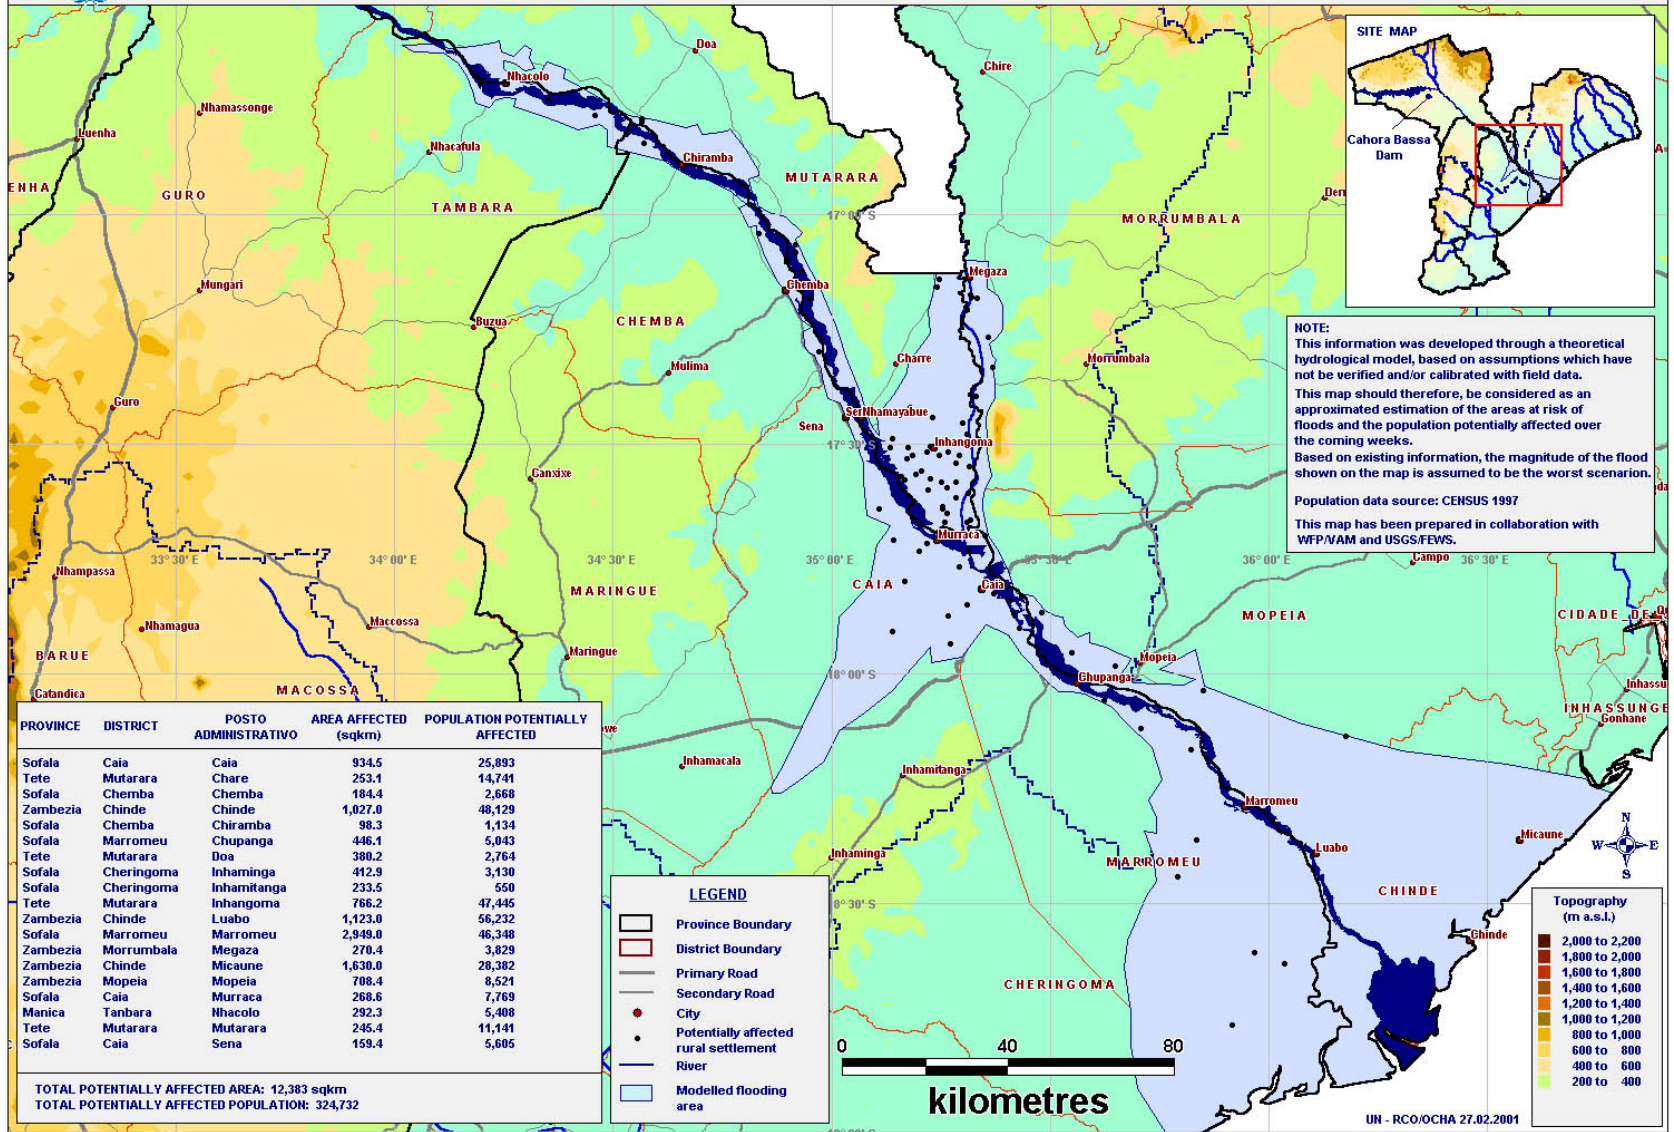 SITE MAP
Cahora Bassa
Dam
Doa
Chire
Nhacolo
Nhamassonge
Luenha
Nhacafula
Chiramba
MUTARARA
ENHA
GURO
TAMBARA
MORRUMBALA
17° 00' S
Megaza
Mungari
Chemba
Buzua
CHEMBA
Charre
Morrumbala
Mulima
Guro
Nhamayabue
Sena
Inhangoma
17° 30' S
Canxixe
NOTE:
This information was developed through a theoretical
hydrological model, based on assumptions which have
not be verified and/or calibrated with field data.
This map should therefore, be considered as an
approximated estimation of the areas at risk of
floods and the population potentially affected over
the coming weeks.
Based on existing information, the magnitude of the flood
shown on the map is assumed to be the worst scenarion.
Population data source: CENSUS 1997
This map has been prepared in collaboration with
WFP/VAM and USGS/FEWS.
Murraca
33° 30' E
34° 00' E
34° 30' E
35° 00' E
35° 30' E
36° 00' E
36° 30' E
Campo
Nhampassa
MARINGUE
CAIA
Caia
MOPEIA
CIDADE_DE_
Nhamagua
Maccossa
BARUE
Maringue
Mopeia
18° 00' S
Chupanga
MACOSSA
Catandica
Inhassu
INHASSUNGE
Gonhane
Inhamacala
Inhamitanga
Marromeu
Micaune
Inhaminga
MARROMEU
Luabo
CHINDE
8° 30' S
Chinde
CHERINGOMA
N
W E
S
PROVINCE DISTRICT POSTO ADMINISTRATIVO AREA AFFECTED (sqkm) POPULATION POTENTIALLY AFFECTED
Sofala Caia Caia 934.5 25,893
Tete Mutarara Chare 253.1 14,741
Sofala Chemba Chemba 184.4 2,668
Zambezia Chinde Chinde 1,027.0 48,129
Sofala Chemba Chiramba 98.3 1,134
Sofala Marromeu Chupanga 446.1 5,043
Tete Mutarara Doa 380.2 2,764
Sofala Cheringoma Inhaminga 412.9 3,130
Sofala Cheringoma Inhamitanga 233.5 550
Tete Mutarara Inhangoma 766.2 47,445
Zambezia Chinde Luabo 1,123.0 56,232
Sofala Marromeu Marromeu 2,949.0 46,348
Zambezia Morrumbala Megaza 270.4 3,829
Zambezia Chinde Micaune 1,630.0 28,382
Zambezia Mopeia Mopeia 708.4 8,521
Sofala Caia Murraca 268.6 7,769
Manica Tanbara Nhacolo 292.3 5,408
Tete Mutarara Mutarara 245.4 11,141
Sofala Caia Sena 159.4 5,605
TOTAL POTENTIALLY AFFECTED AREA: 12,383 sqkm
TOTAL POTENTIALLY AFFECTED POPULATION: 324,732
LEGEND
Province Boundary
District Boundary
Primary Road
Secondary Road
City
Potentially affected
rural settlement
River
Modelled flooding
area
0 40 80
kilometres
Topography
(m a.s.l.)
2,000 to 2,200
1,800 to 2,000
1,600 to 1,800
1,400 to 1,600
1,200 to 1,400
1,000 to 1,200
800 to 1,000
600 to 800
400 to 600
200 to 400
UN - RCO/OCHA 27.02.2001